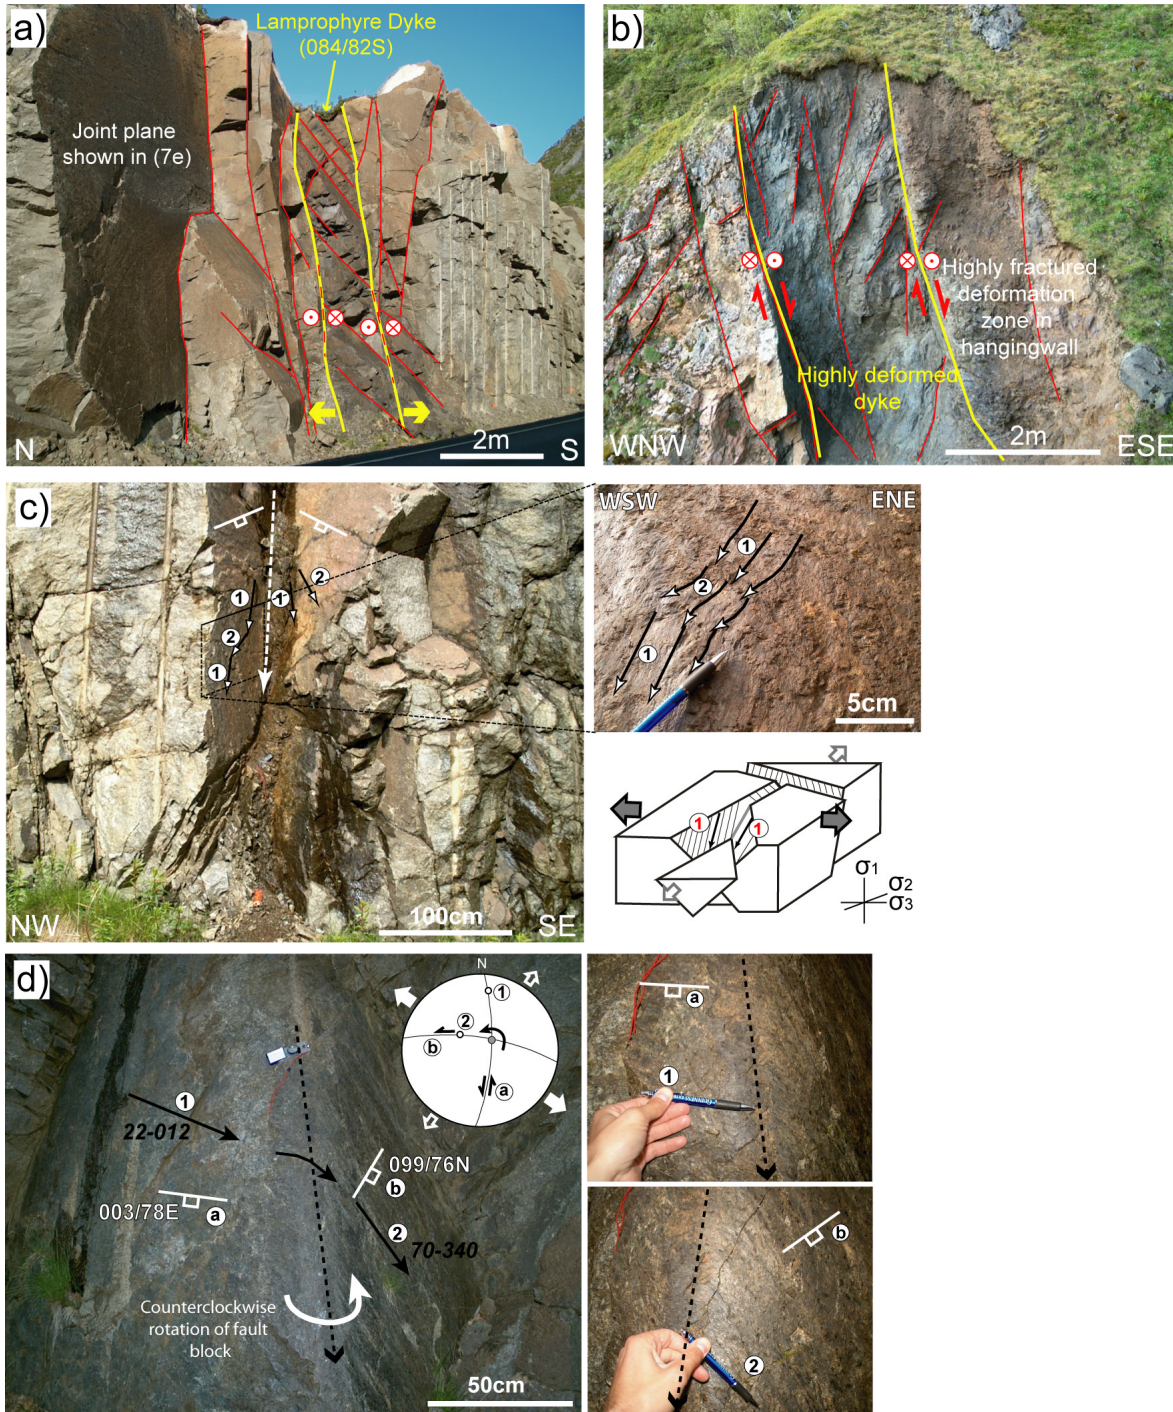 a)
Lamprophyre Dyke
(084/82S)
Joint plane
shown in (7e)
N
2m
S
b)
Highly fractured
deformation
zone in
hangingwall
Highly deformed
dyke
WNW
2m
ESE
c)
1
1
2
2
1
NW
100cm
SE
WSW
ENE
1
2
1
5cm
1
1
σ1
σ2
σ3
d)
N
1
2
b
a
1
22-012
003/78E
a
099/76N
b
2
70-340
Counterclockwise
rotation of fault
block
50cm
a
1
b
2